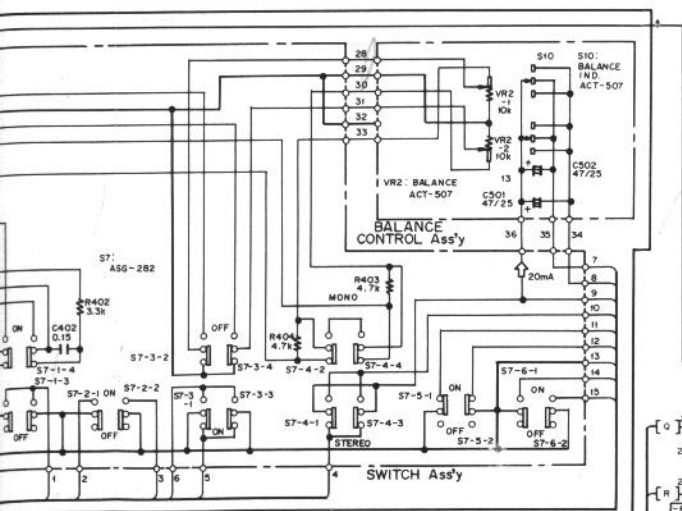 28
29
30
31
32
33
S10
S10:
BALANCE
IND.
ACT-507
VR2
-1
10k
VR2
-2
10k
VR2: BALANCE
ACT-507
13
+
C502
47/25
C501
47/25
+
BALANCE
CONTROL Ass'y
36
35
34
20mA
S7:
ASG-282
R402
3.3k
ON
C402
0.15
S7-1-4
S7-1-3
OFF
S7-2-1
ON
S7-2-2
OFF
OFF
S7-3-2
S7-3-4
S7-3
-1
S7-3-3
ON
R403
4.7k
MONO
R404
4.7k
S7-4-2
S7-4-4
S7-4-1
S7-4-3
STEREO
S7-5-1
ON
OFF
S7-5-2
S7-6-1
ON
OFF
S7-6-2
7
8
9
10
11
12
13
14
15
1
2
3
6
5
4
SWITCH Ass'y
Q
R
2
2